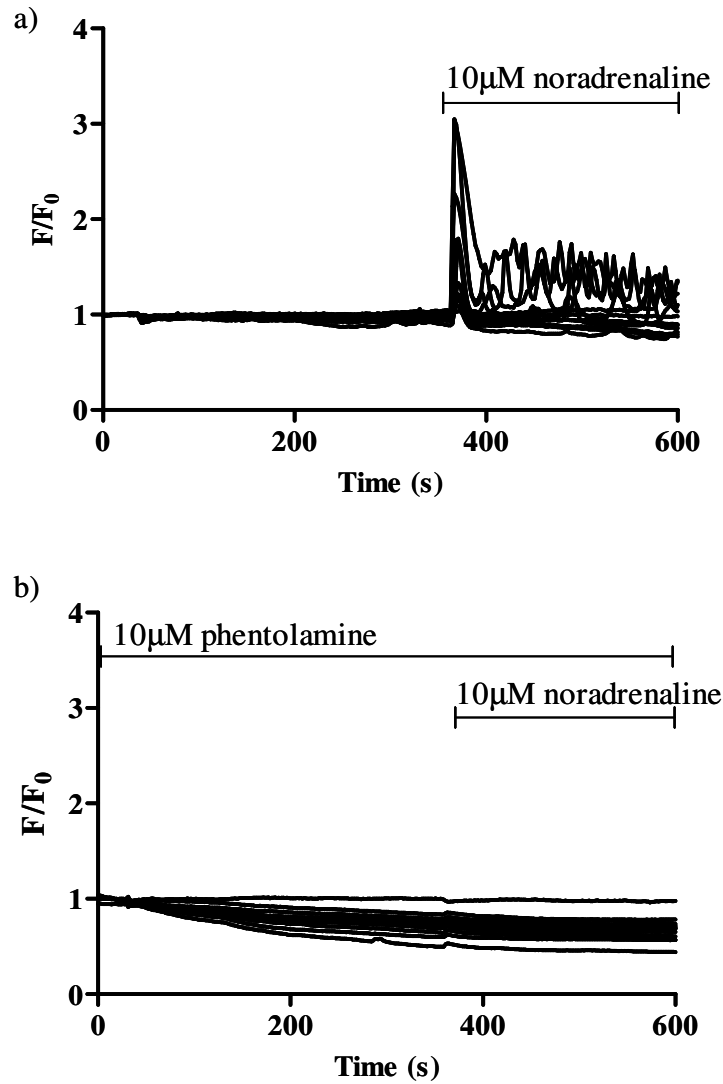 a)
4
10μM noradrenaline
3
F/F0
2
1
0
0 200 400 600
Time (s)
b)
4
10μM phentolamine
10μM noradrenaline
3
F/F0
2
1
0
0 200 400 600
Time (s)